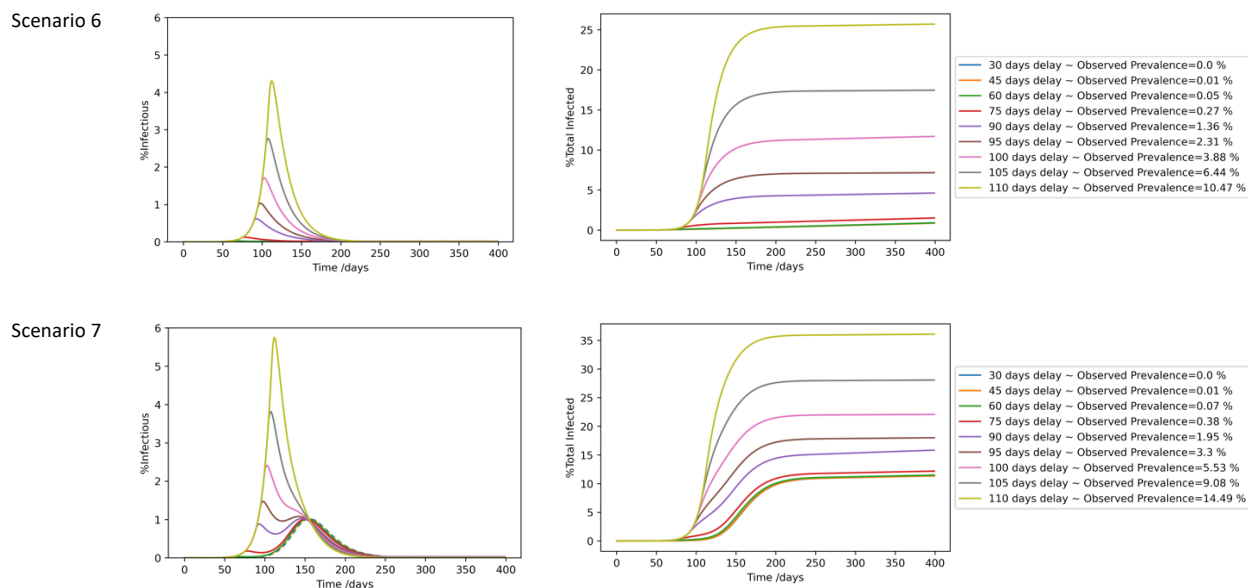 Scenario 6
6
5
4
3
2
1
0
%Infectious
0 50 100 150 200 250 300 350 400
Time /days
25
20
15
10
5
0
%Total Infected
0 50 100 150 200 250 300 350 400
Time /days
30 days delay ~ Observed Prevalence=0.0 %
45 days delay ~ Observed Prevalence=0.01 %
60 days delay ~ Observed Prevalence=0.05 %
75 days delay ~ Observed Prevalence=0.27 %
90 days delay ~ Observed Prevalence=1.36 %
95 days delay ~ Observed Prevalence=2.31 %
100 days delay ~ Observed Prevalence=3.88 %
105 days delay ~ Observed Prevalence=6.44 %
110 days delay ~ Observed Prevalence=10.47 %
Scenario 7
6
5
4
3
2
1
0
%Infectious
0 50 100 150 200 250 300 350 400
Time /days
35
30
25
20
15
10
5
0
%Total Infected
0 50 100 150 200 250 300 350 400
Time /days
30 days delay ~ Observed Prevalence=0.0 %
45 days delay ~ Observed Prevalence=0.01 %
60 days delay ~ Observed Prevalence=0.07 %
75 days delay ~ Observed Prevalence=0.38 %
90 days delay ~ Observed Prevalence=1.95 %
95 days delay ~ Observed Prevalence=3.3 %
100 days delay ~ Observed Prevalence=5.53 %
105 days delay ~ Observed Prevalence=9.08 %
110 days delay ~ Observed Prevalence=14.49 %